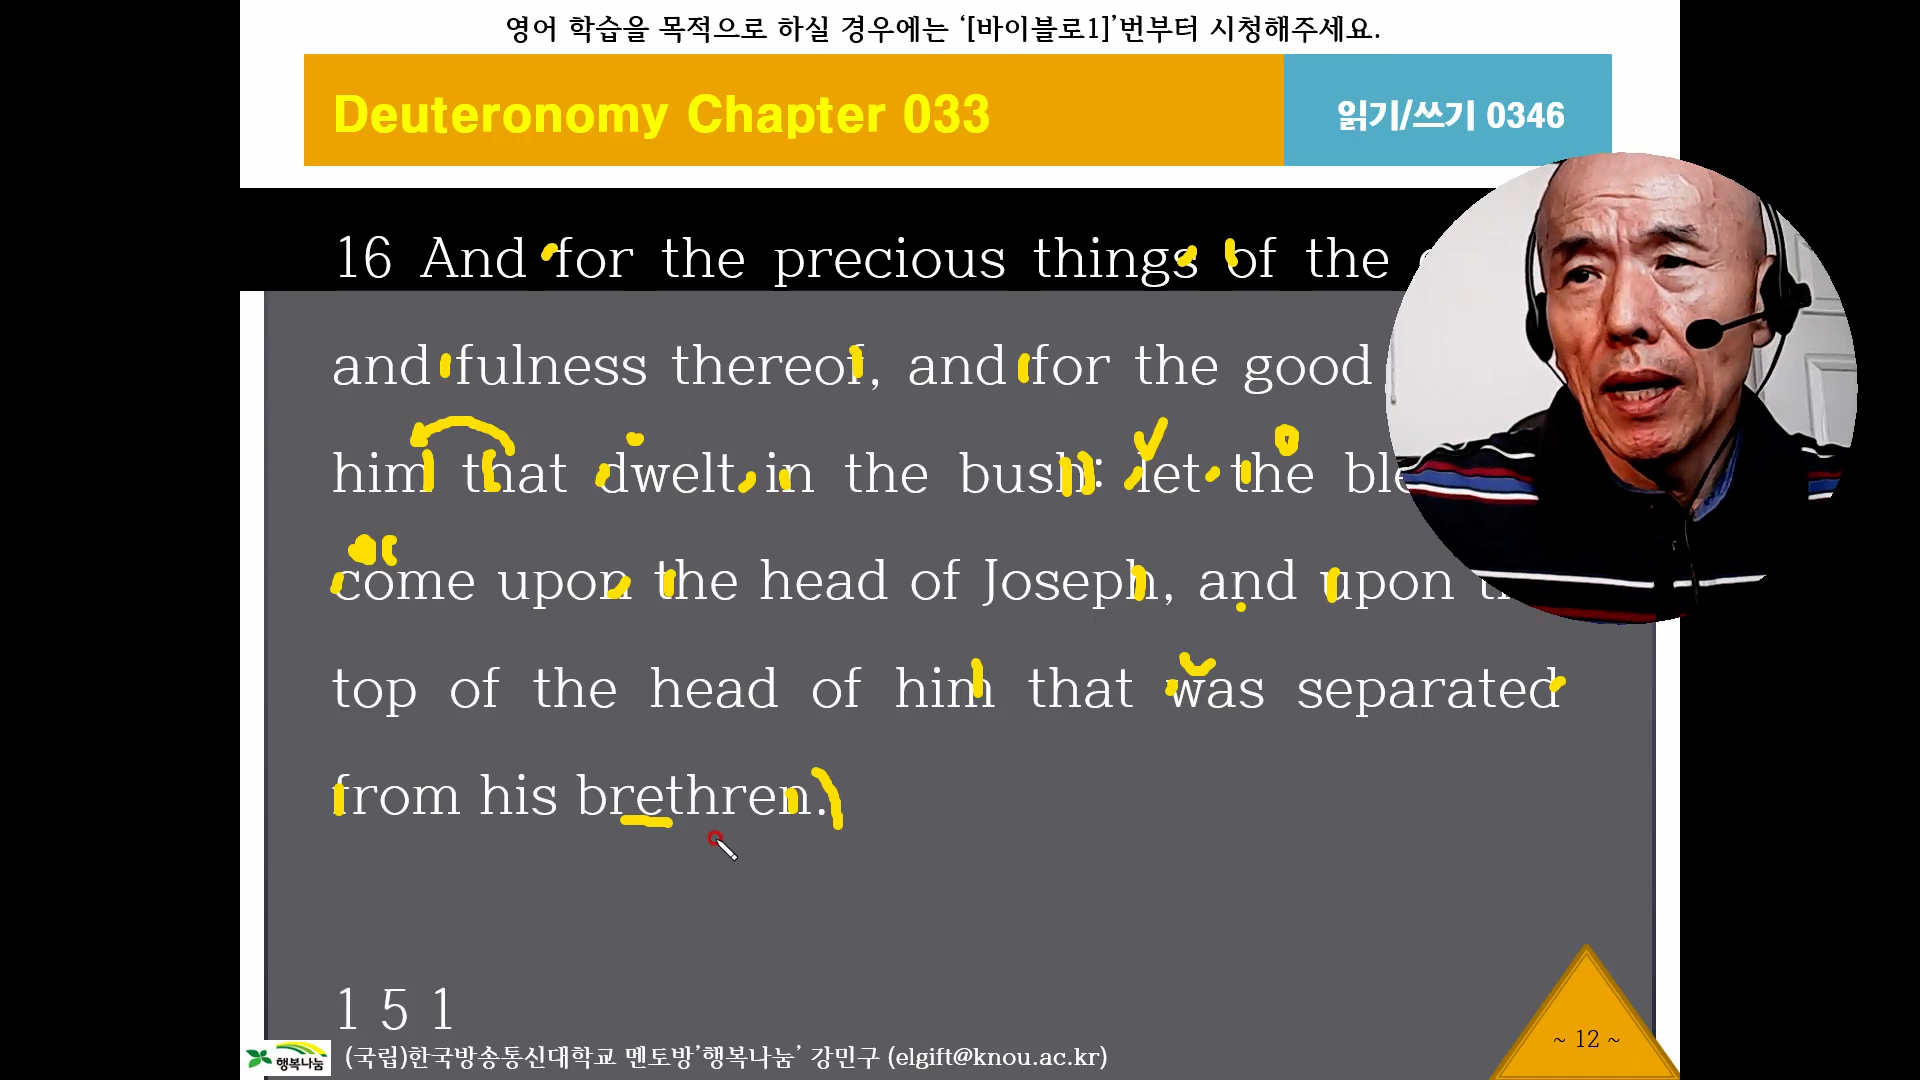 영어 학습을 목적으로 하실 경우에는 ‘[바이블로1]’번부터 시청해주세요.
Deuteronomy Chapter 033
읽기/쓰기 0346
16 And for the precious things of the
and fulness thereof, and for the good
him that dwelt in the bush: let the
come upon the head of Joseph, and upon
top of the head of him that was separated
from his brethren.
1 5 1
~ 12 ~
행복나눔
(국립)한국방송통신대학교 멘토방’행복나눔’ 강민구 (elgift@knou.ac.kr)